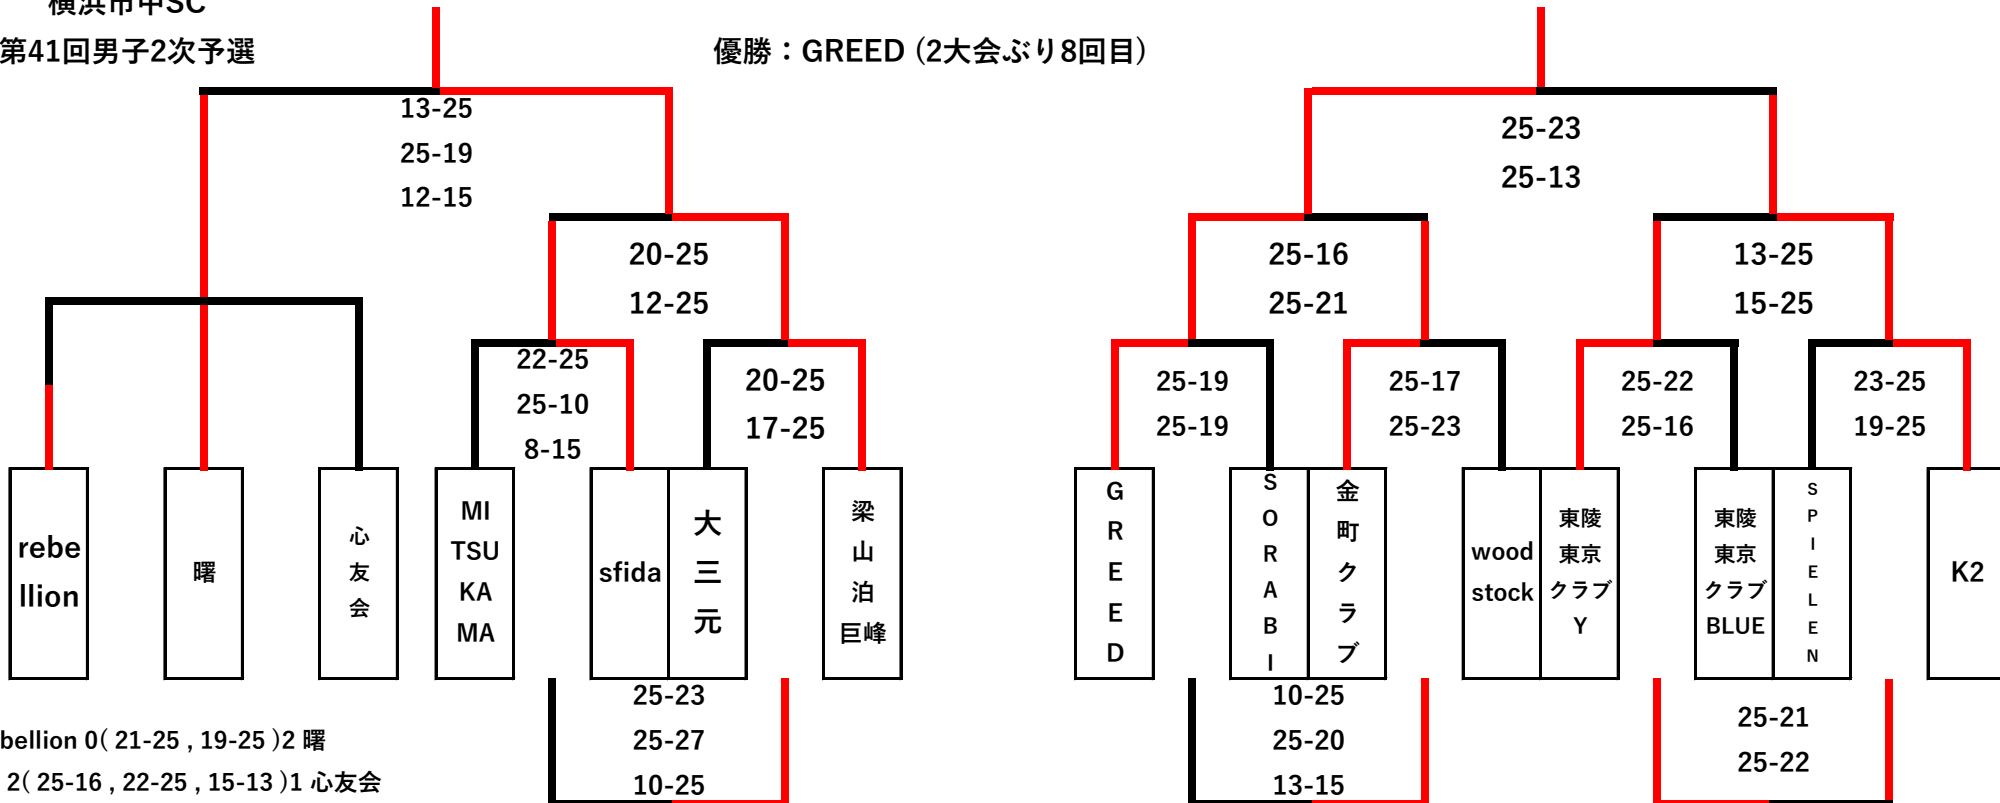 横浜市中SC
第41回男子2次予選
優勝：GREED (2大会ぶり8回目)
13-25
25-19
12-15
25-23
25-13
20-25
12-25
25-16
25-21
13-25
15-25
22-25
25-10
8-15
20-25
17-25
25-19
25-19
25-17
25-23
25-22
25-16
23-25
19-25
rebe
llion
曙
心
友
会
MI
TSU
KA
MA
sfida
大
三
元
梁
山
泊
巨峰
G
R
E
E
D
S
O
R
A
B
I
金
町
ク
ラ
ブ
wood
stock
東陵
東京
クラブ
Y
東陵
東京
クラブ
BLUE
S
P
I
E
L
E
N
K2
25-23
25-27
10-25
10-25
25-20
13-15
25-21
25-22
bellion 0( 21-25 , 19-25 )2 曙
2( 25-16 , 22-25 , 15-13 )1 心友会